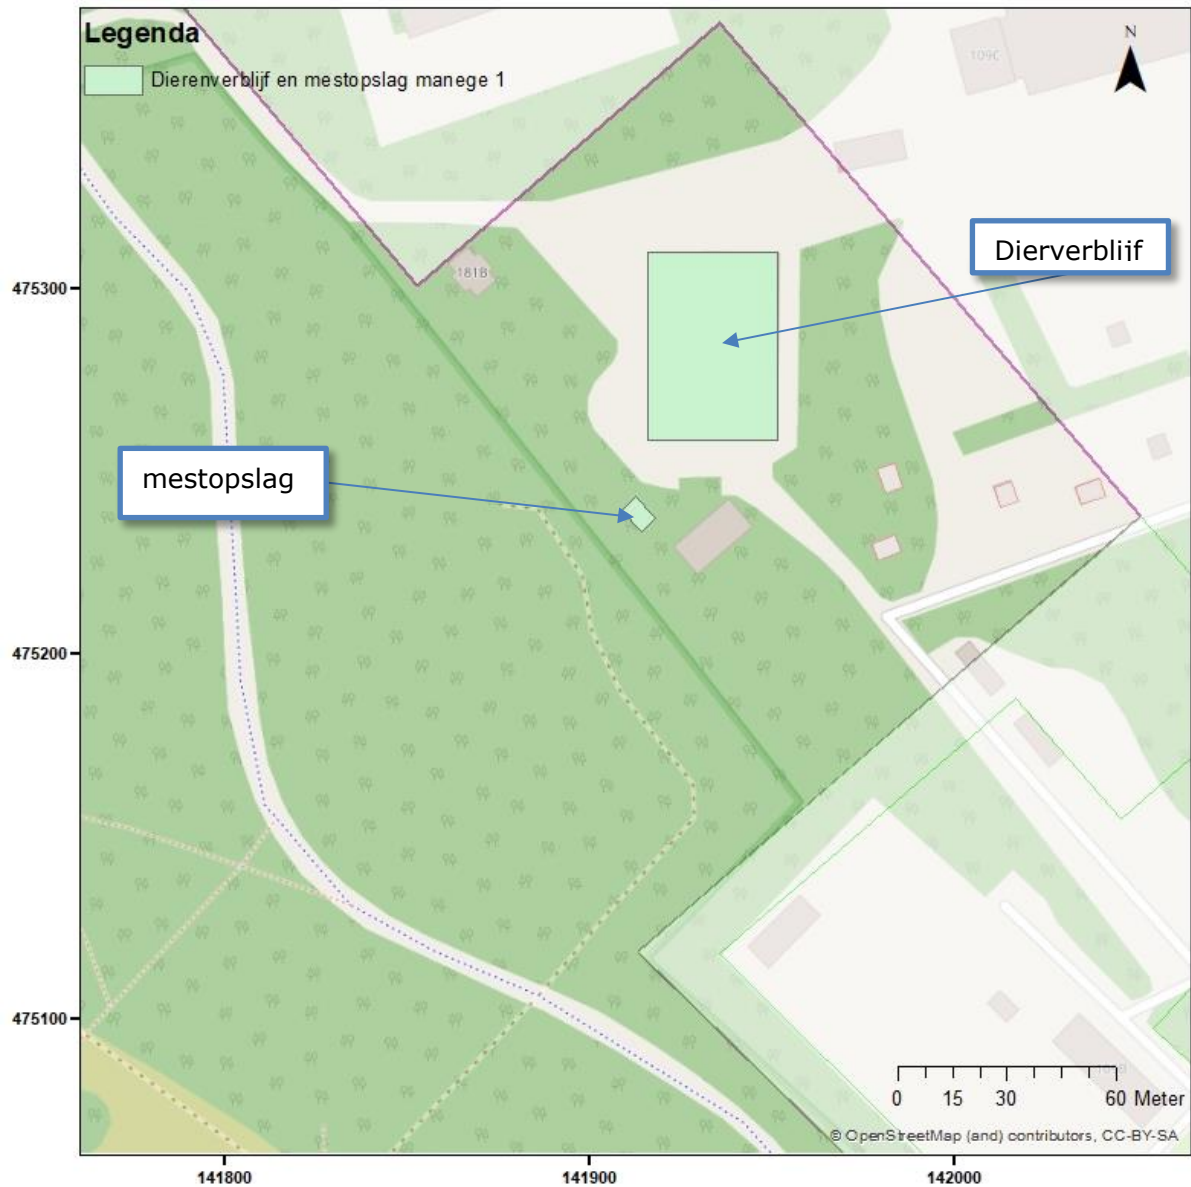 Legenda
Dierenverblijf en mestopslag manege 1
N
109C
Dierverblijf
181B
475300
mestopslag
475200
475100
0 15 30 60 Meter
© OpenStreetMap (and) contributors, CC-BY-SA
141800 141900 142000